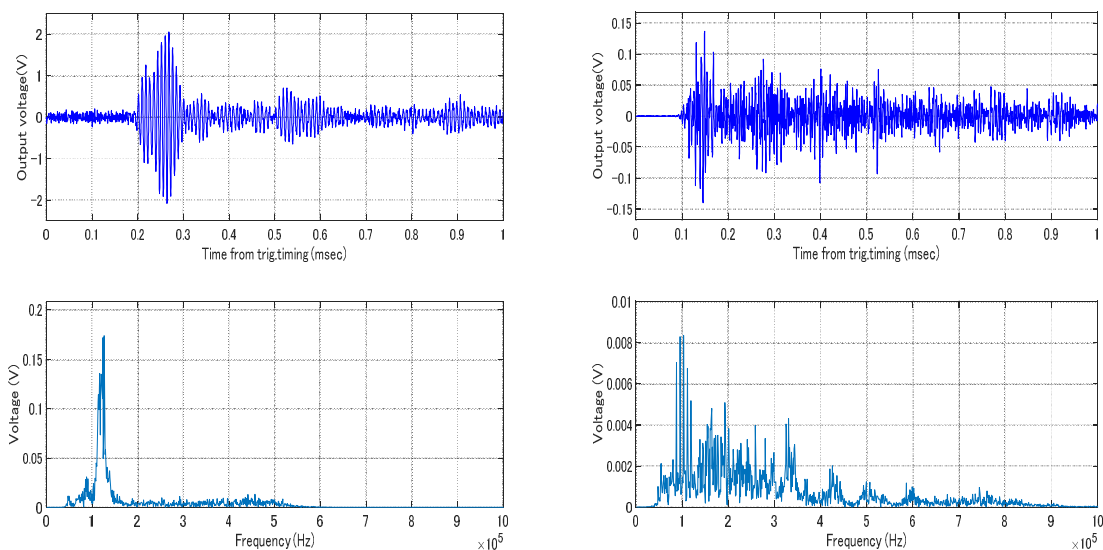 2
1
0
−1
−2
Output voltage(V)
0 0.1 0.2 0.3 0.4 0.5 0.6 0.7 0.8 0.9 1
Time from trig.timing(msec)
0.15
0.1
0.05
0
−0.05
−0.1
−0.15
Output voltage(V)
0 0.1 0.2 0.3 0.4 0.5 0.6 0.7 0.8 0.9 1
Time from trig.timing(msec)
0.2
0.15
0.1
0.05
0
Voltage (V)
0 1 2 3 4 5 6 7 8 9 10
Frequency(Hz)
×10⁵
0.01
0.008
0.006
0.004
0.002
0
Voltage (V)
0 1 2 3 4 5 6 7 8 9 10
Frequency(Hz)
×10⁵